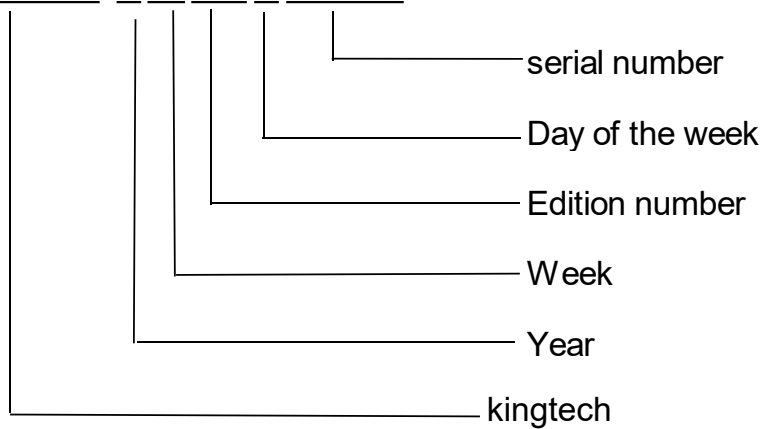 serial number
Day of the week
Edition number
Week
Year
kingtech